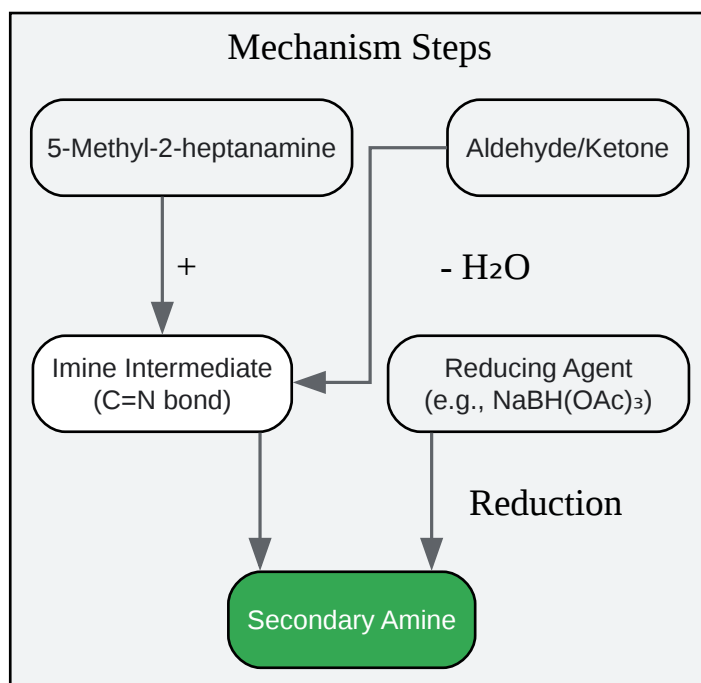 Mechanism Steps
5-Methyl-2-heptanamine
Aldehyde/Ketone
+
- H₂O
Imine Intermediate
(C=N bond)
Reducing Agent
(e.g., NaBH(OAc)₃)
Reduction
Secondary Amine